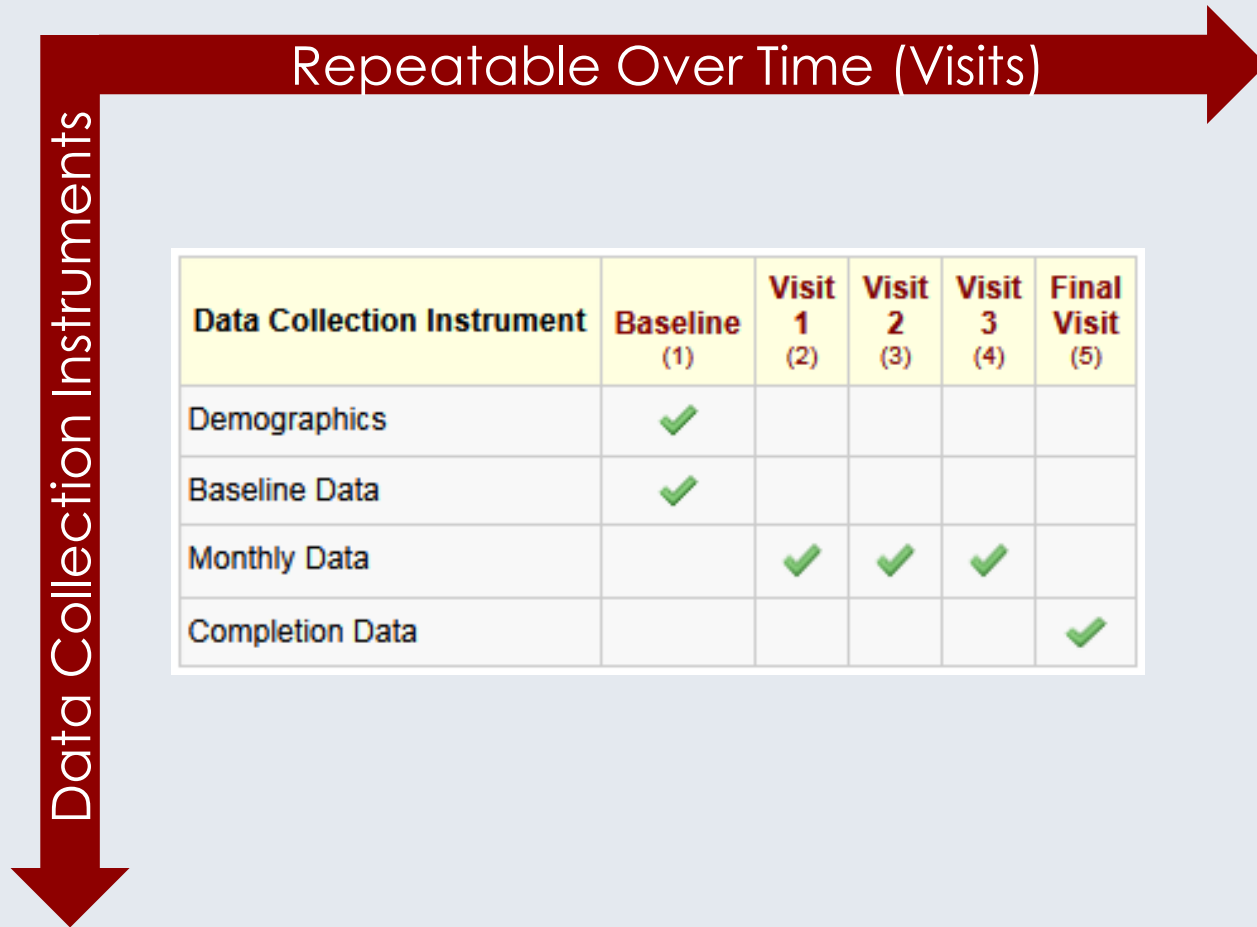 Repeatable Over Time (Visits)
Data Collection Instruments
Data Collection Instrument
Baseline
(1)
Visit
1
(2)
Visit
2
(3)
Visit
3
(4)
Final
Visit
(5)
Demographics
Baseline Data
Monthly Data
Completion Data